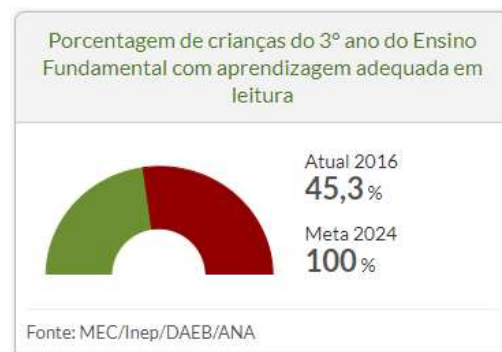 Porcentagem de crianças do 3º ano do Ensino
Fundamental com aprendizagem adequada em
leitura
Atual 2016
45,3 %
Meta 2024
100 %
Fonte: MEC/Inep/DAEB/ANA